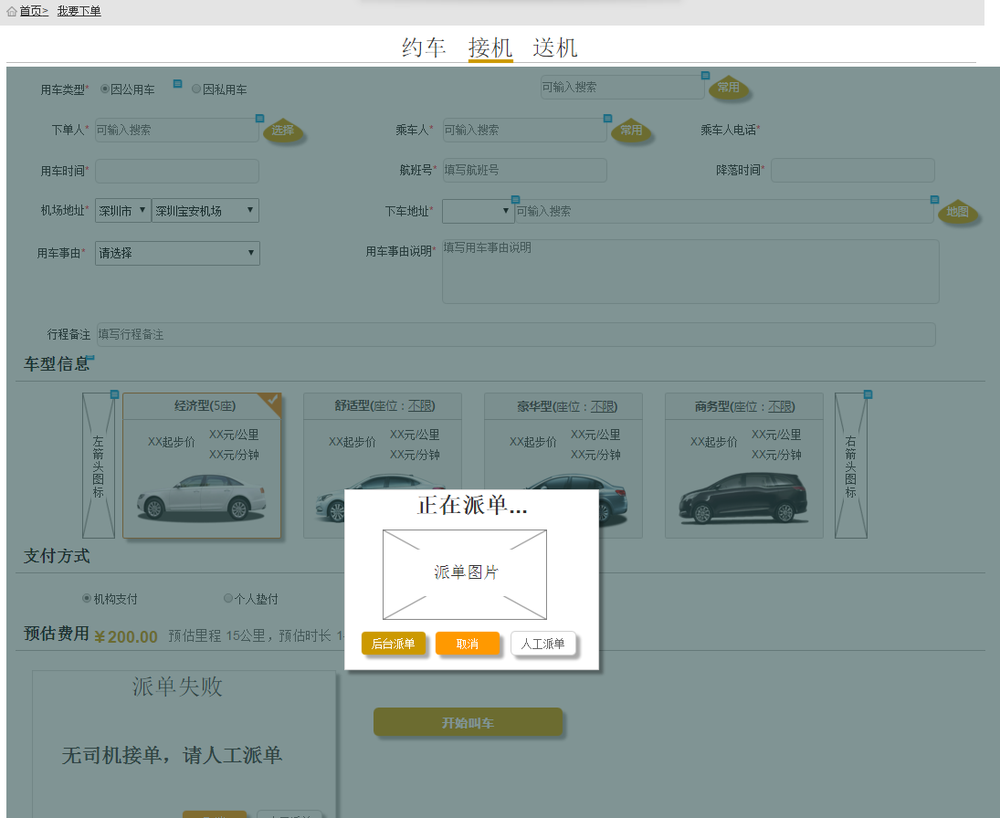 首页> 我要下单
约车 接机 送机
用车类型* 因公用车 因私用车 可输入搜索 常用
下单人* 可输入搜索 选择 乘车人* 可输入搜索 常用 乘车人电话*
用车时间* 航班号* 填写航班号 降落时间*
机场地址* 深圳市 深圳宝安机场 下车地址* 可输入搜索 地图
用车事由* 请选择 用车事由说明* 填写用车事由说明
行程备注 填写行程备注
车型信息
经济型(5座) 舒适型(座位：不限) 豪华型(座位：不限) 商务型(座位：不限)
XX起步价 XX元/公里 XX起步价 XX元/公里 XX起步价 XX元/公里 XX起步价 XX元/公里
XX元/分钟 XX元/分钟 XX元/分钟 XX元/分钟
左箭头图标
右箭头图标
正在派单...
派单图片
后台派单 取消 人工派单
支付方式
机构支付 个人垫付
预估费用 ¥200.00 预估里程 15公里，预估时长
派单失败
无司机接单，请人工派单
开始叫车